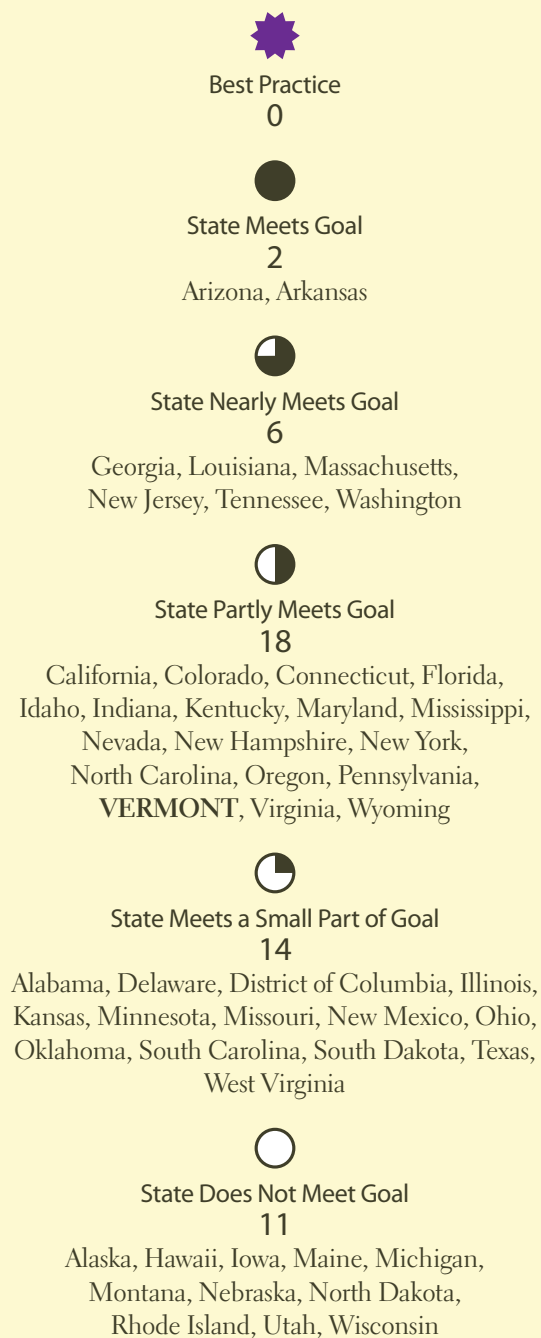 Best Practice
0
State Meets Goal
2
Arizona, Arkansas
State Nearly Meets Goal
6
Georgia, Louisiana, Massachusetts,
New Jersey, Tennessee, Washington
State Partly Meets Goal
18
California, Colorado, Connecticut, Florida,
Idaho, Indiana, Kentucky, Maryland, Mississippi,
Nevada, New Hampshire, New York,
North Carolina, Oregon, Pennsylvania,
VERMONT, Virginia, Wyoming
State Meets a Small Part of Goal
14
Alabama, Delaware, District of Columbia, Illinois,
Kansas, Minnesota, Missouri, New Mexico, Ohio,
Oklahoma, South Carolina, South Dakota, Texas,
West Virginia
State Does Not Meet Goal
11
Alaska, Hawaii, Iowa, Maine, Michigan,
Montana, Nebraska, North Dakota,
Rhode Island, Utah, Wisconsin